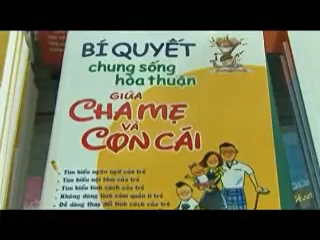 BÍ QUYẾT
chung sống
hòa thuận
GIỮA
CHA MẸ
VÀ
CON CÁI
- Tìm hiểu ngôn ngữ của trẻ
- Tìm hiểu nội tâm của trẻ
- Tìm hiểu tính cách của trẻ
- Không dùng tình cảm quản lí trẻ
- Dễ dàng thay đổi tính cách của trẻ